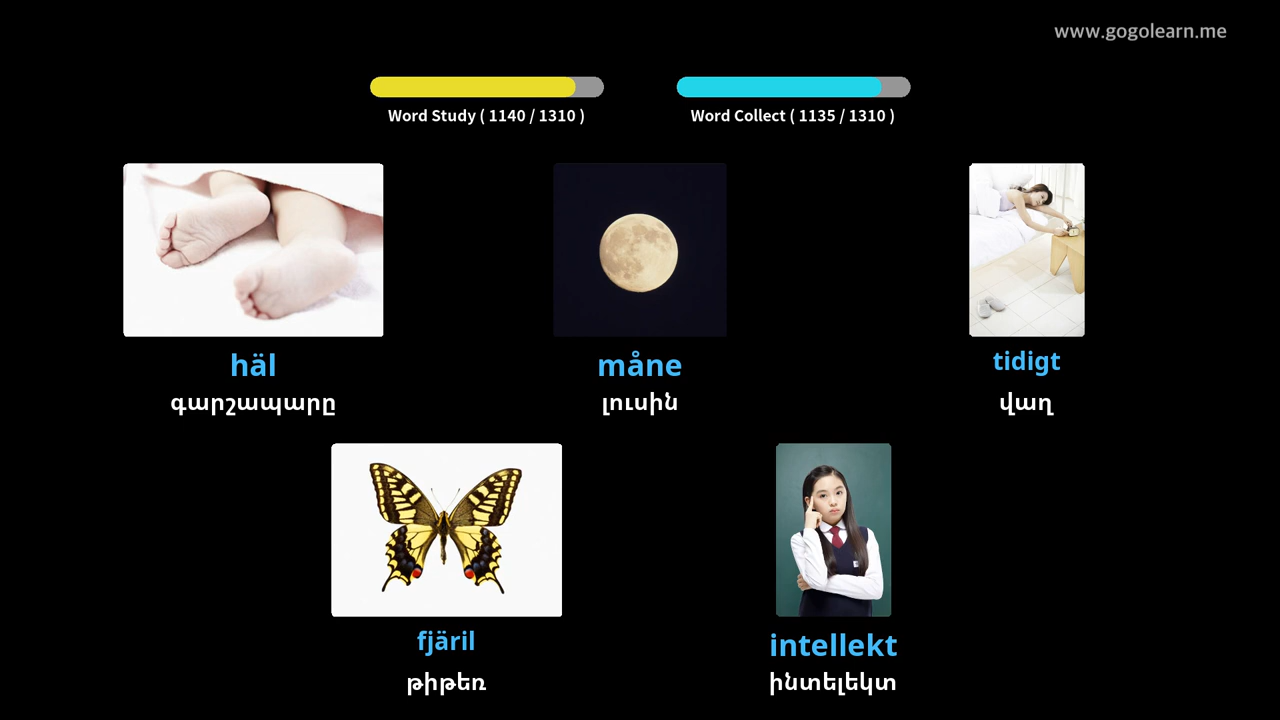 www.gogolearn.me
Word Study ( 1140 / 1310 )
Word Collect ( 1135 / 1310 )
häl
måne
tidigt
գարշապարը
լուսին
վաղ
fjäril
intellekt
թիթեռ
ինտելեկտ